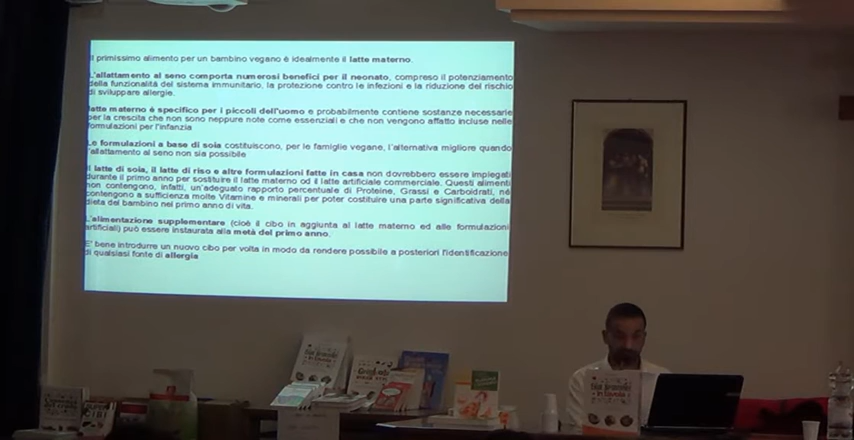 Il primissimo alimento per un bambino vegano è idealmente il latte materno.
L'allattamento al seno comporta numerosi benefici per il neonato, compreso il potenziamento
della funzionalità del sistema immunitario, la protezione contro le infezioni e la riduzione del rischio
di sviluppare allergie.
latte materno è specifico per i piccoli dell'uomo e probabilmente contiene sostanze necessarie
per la crescita che non sono neppure note come essenziali e che non vengono affatto incluse nelle
formulazioni per l'infanzia
Le formulazioni a base di soia costituiscono, per le famiglie vegane, l'alternativa migliore quando
l'allattamento al seno non sia possibile
Il latte di soia, il latte di riso e altre formulazioni fatte in casa non dovrebbero essere impiegati
durante il primo anno per sostituire il latte materno od il latte artificiale commerciale. Questi alimenti
non contengono, infatti, un'adeguato rapporto percentuale di Proteine, Grassi e Carboidrati, né
contengono a sufficienza molte Vitamine e minerali per poter costituire una parte significativa della
dieta del bambino nel primo anno di vita.
L'alimentazione supplementare (cioè il cibo in aggiunta al latte materno ed alle formulazioni
artificiali) può essere instaurata alla metà del primo anno.
E' bene introdurre un nuovo cibo per volta in modo da rendere possibile a posteriori l'identificazione
di qualsiasi fonte di allergia
in tavola
in tavola
CIBI